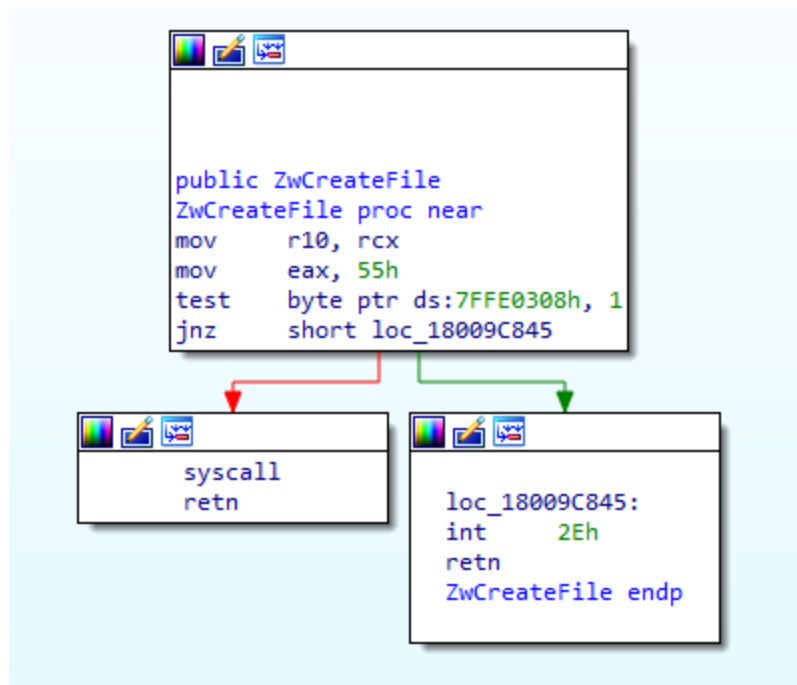 public ZwCreateFile
ZwCreateFile proc near
mov r10, rcx
mov eax, 55h
test byte ptr ds:7FFE0308h, 1
jnz short loc_18009C845
syscall
retn
loc_18009C845:
int 2Eh
retn
ZwCreateFile endp